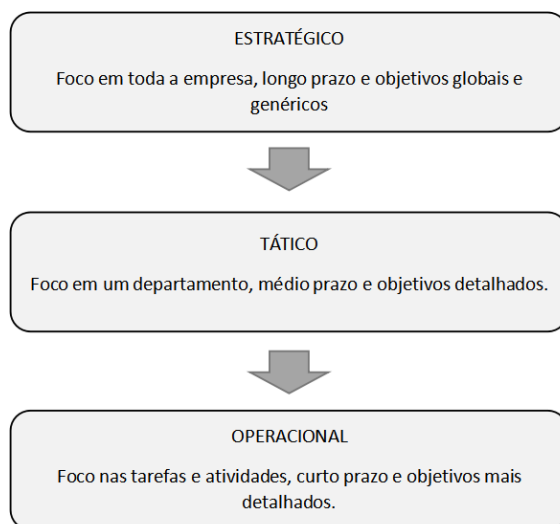 ESTRATÉGICO
Foco em toda a empresa, longo prazo e objetivos globais e
genéricos
TÁTICO
Foco em um departamento, médio prazo e objetivos detalhados.
OPERACIONAL
Foco nas tarefas e atividades, curto prazo e objetivos mais
detalhados.